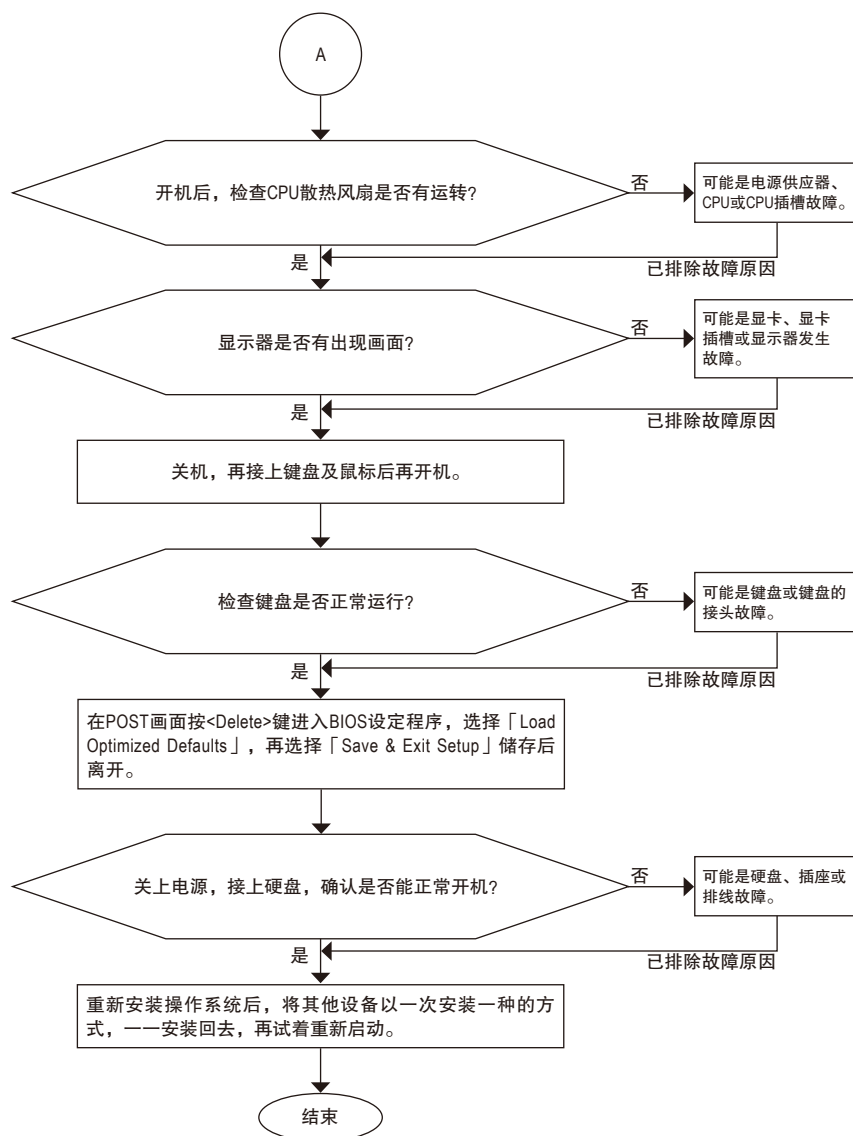 A
开机后，检查CPU散热风扇是否有运转？
否
可能是电源供应器、
CPU或CPU插槽故障。
是
已排除故障原因
显示器是否有出现画面？
否
可能是显卡、显卡
插槽或显示器发生
故障。
是
已排除故障原因
关机，再接上键盘及鼠标后再开机。
检查键盘是否正常运行？
否
可能是键盘或键盘的
接头故障。
是
已排除故障原因
在POST画面按<Delete>键进入BIOS设定程序，选择「Load
Optimized Defaults」，再选择「Save & Exit Setup」储存后
离开。
关上电源，接上硬盘，确认是否能正常开机？
否
可能是硬盘、插座或
排线故障。
是
已排除故障原因
重新安装操作系统后，将其他设备以一次安装一种的方
式，一一安装回去，再试着重新启动。
结束